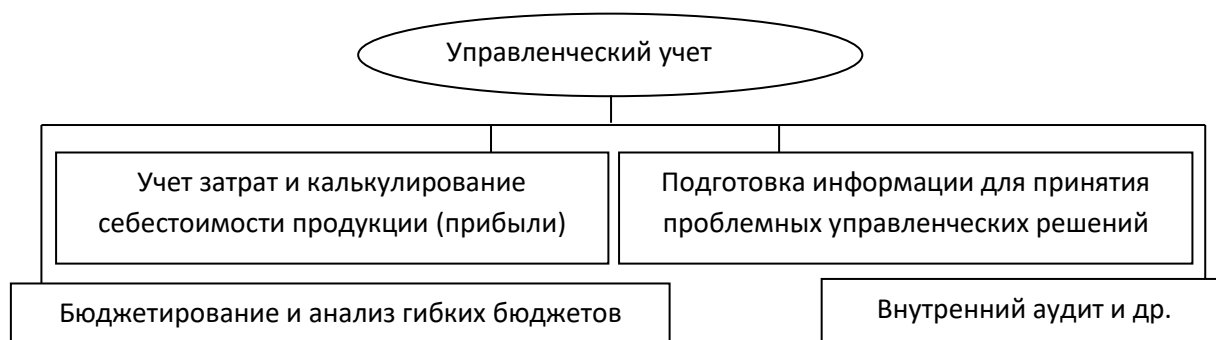 Управленческий учет
Учет затрат и калькулирование
себестоимости продукции (прибыли)
Подготовка информации для принятия
проблемных управленческих решений
Бюджетирование и анализ гибких бюджетов
Внутренний аудит и др.